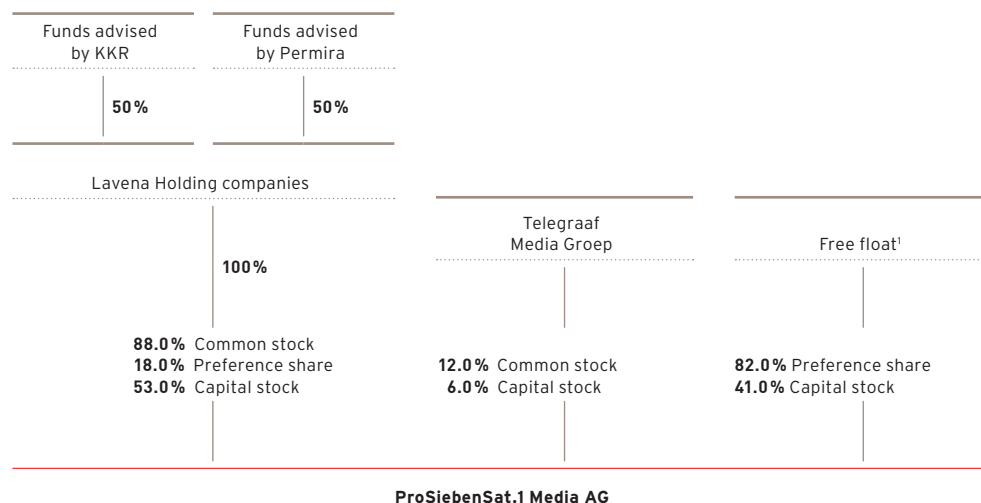 Funds advised
by KKR
Funds advised
by Permira
50%
50%
Lavena Holding companies
100%
88.0% Common stock
18.0% Preference share
53.0% Capital stock
Telegraaf
Media Groep
12.0% Common stock
6.0% Capital stock
Free float¹
82.0% Preference share
41.0% Capital stock
ProSiebenSat.1 Media AG